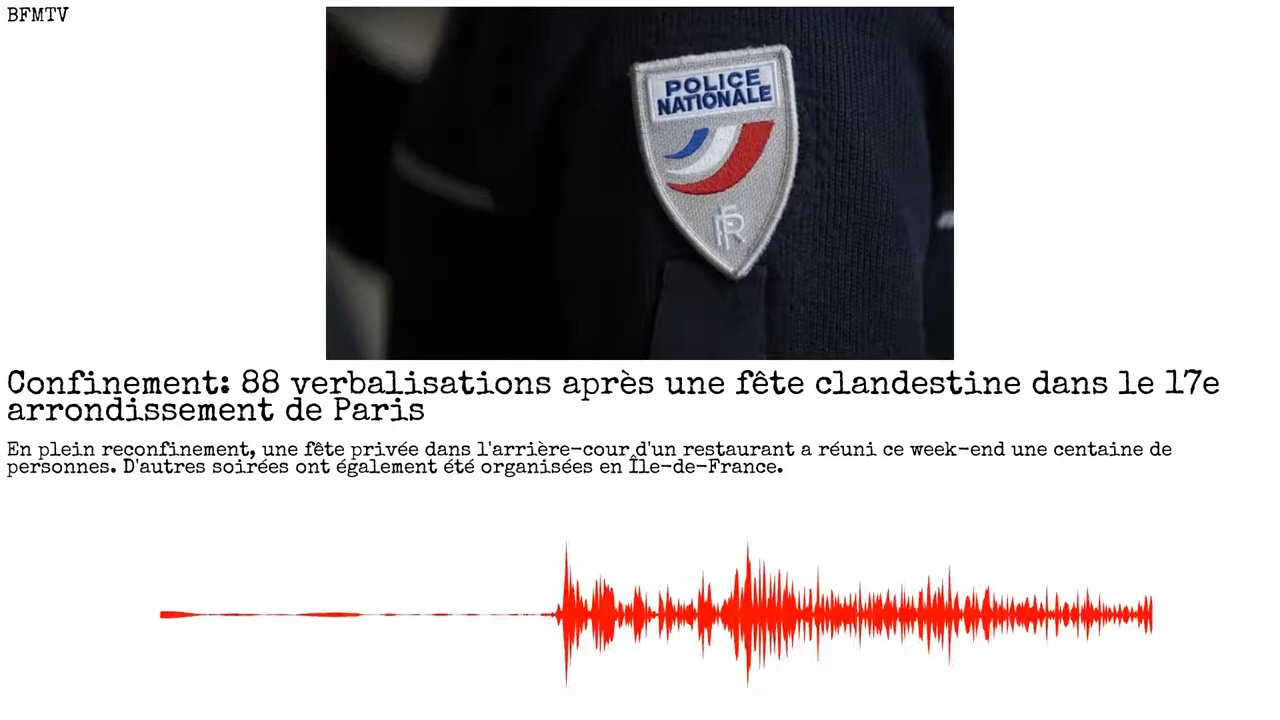 BFMTV
POLICE
NATIONALE
RF
Confinement: 88 verbalisations après une fête clandestine dans le 17e
arrondissement de Paris
En plein reconfinement, une fête privée dans l'arrière-cour d'un restaurant a réuni ce week-end une centaine de
personnes. D'autres soirées ont également été organisées en Île-de-France.